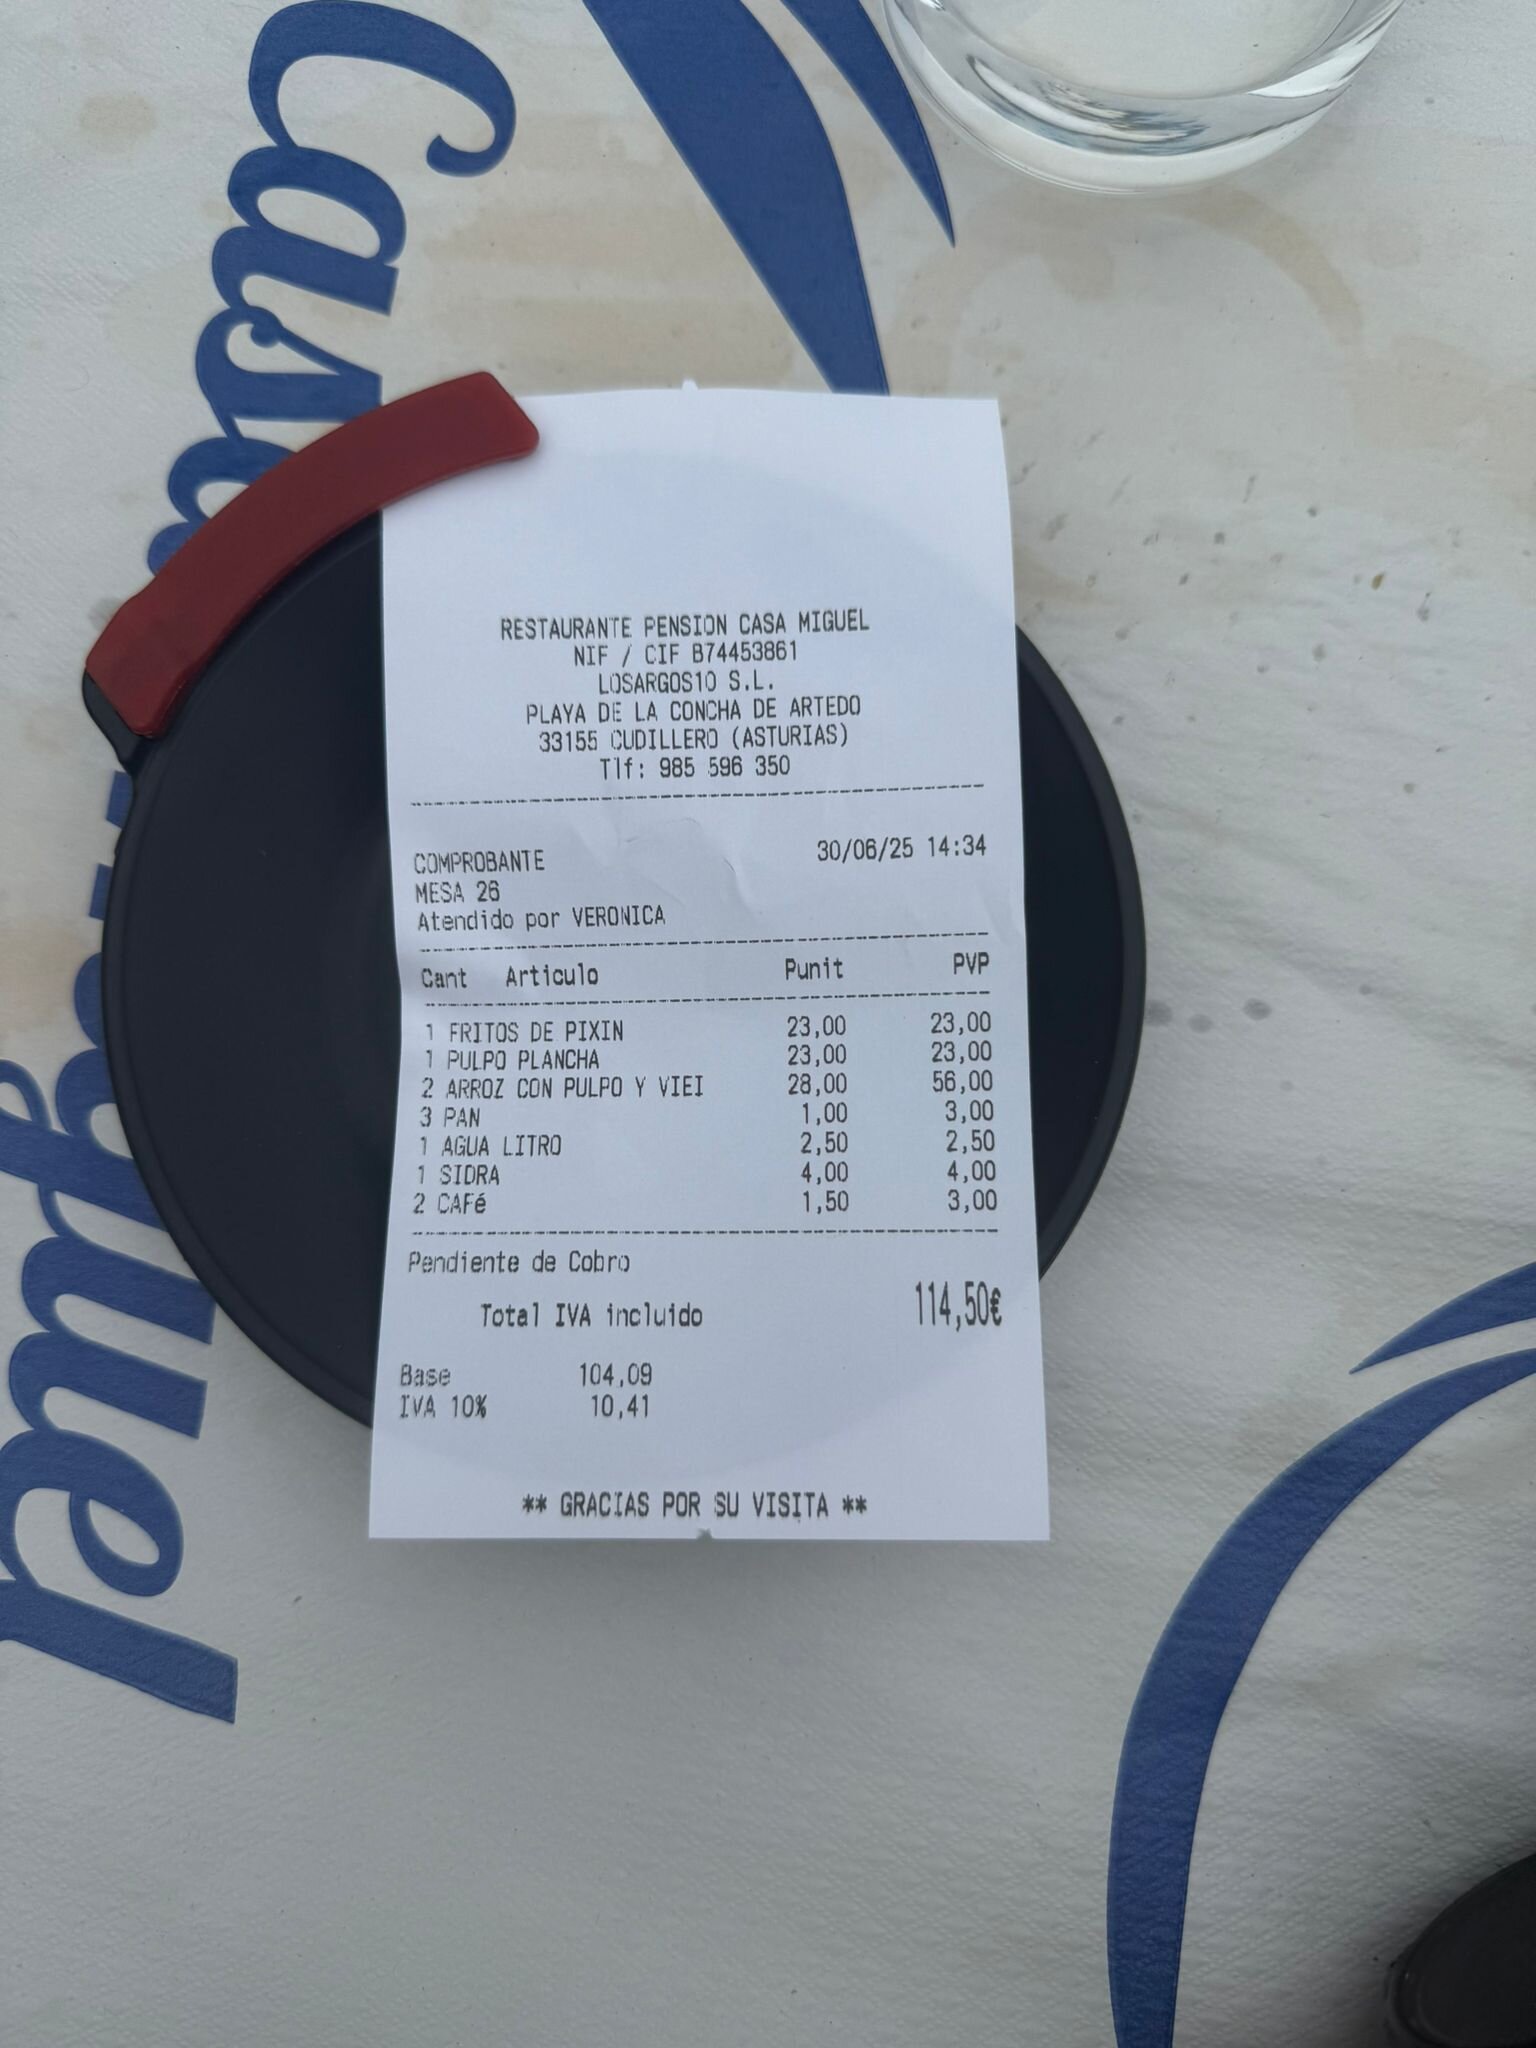 Casa Miguel
RESTAURANTE PENSION CASA MIGUEL
NIF / CIF B74453861
LOSARGOS10 S.L.
PLAYA DE LA CONCHA DE ARTEDO
33155 CUDILLERO (ASTURIAS)
Tlf: 985 596 350
COMPROBANTE 30/06/25 14:34
MESA 26
Atendido por VERONICA
Cant Articulo Punit PVP
1 FRITOS DE PIXIN 23,00 23,00
1 PULPO PLANCHA 23,00 23,00
2 ARROZ CON PULPO Y VIEI 28,00 56,00
3 PAN 1,00 3,00
1 AGUA LITRO 2,50 2,50
1 SIDRA 4,00 4,00
2 CAFé 1,50 3,00
Pendiente de Cobro
Total IVA incluido 114,50€
Base 104,09
IVA 10% 10,41
** GRACIAS POR SU VISITA **